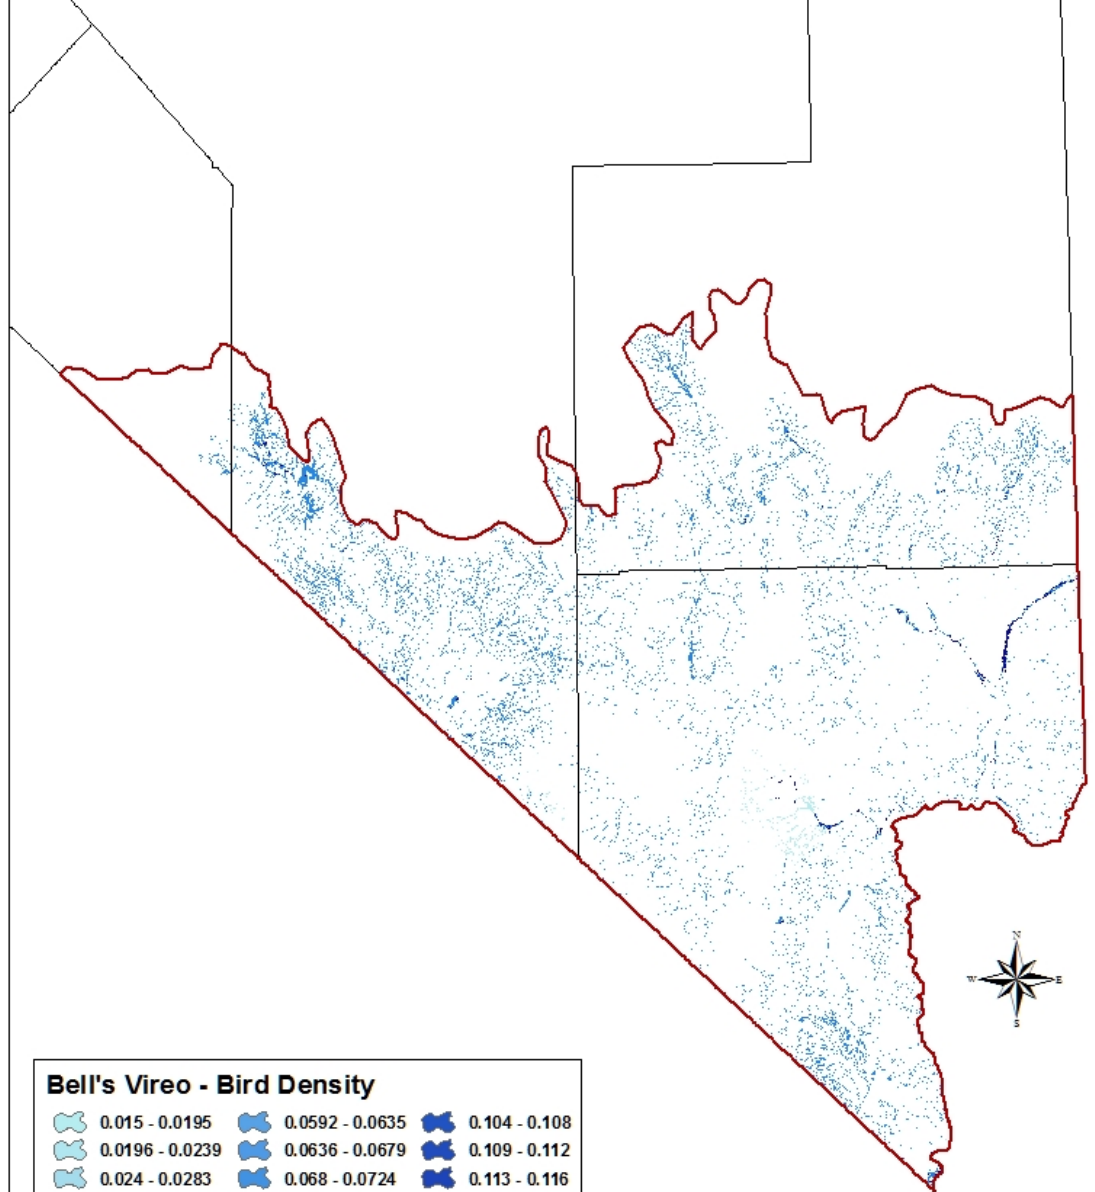 N
W E
S
Bell's Vireo - Bird Density
0.015 - 0.0195 0.0592 - 0.0635 0.104 - 0.108
0.0196 - 0.0239 0.0636 - 0.0679 0.109 - 0.112
0.024 - 0.0283 0.068 - 0.0724 0.113 - 0.116